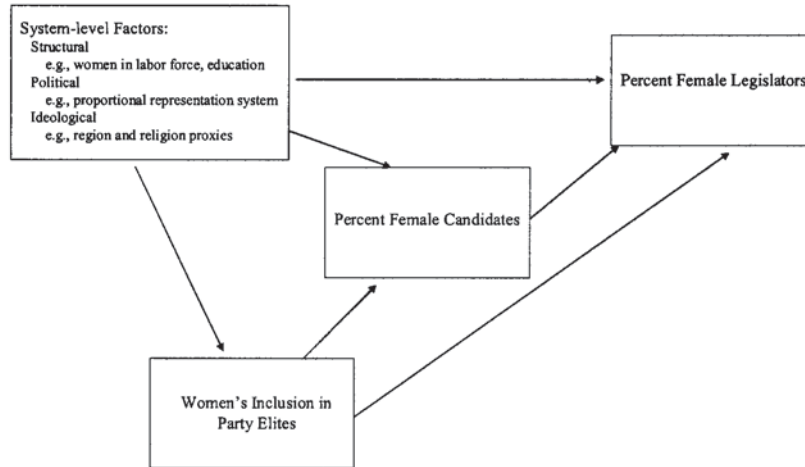 System-level Factors:
Structural
e.g., women in labor force, education
Political
e.g., proportional representation system
Ideological
e.g., region and religion proxies
Percent Female Legislators
Percent Female Candidates
Women's Inclusion in
Party Elites